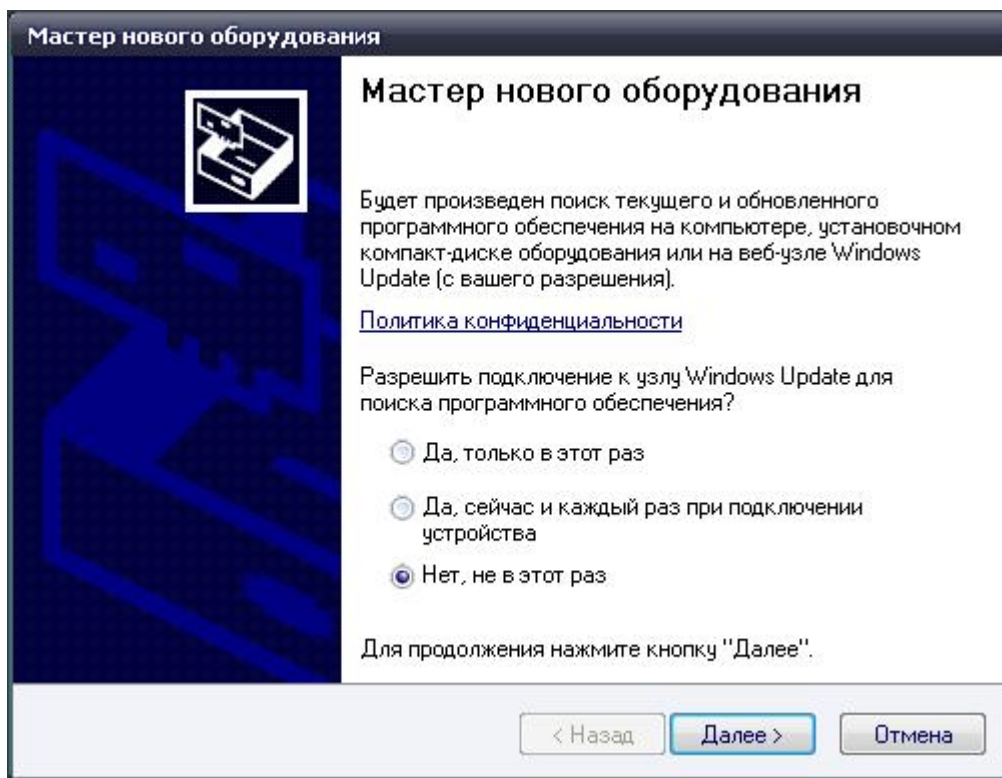 Мастер нового оборудования
Мастер нового оборудования
Будет произведен поиск текущего и обновленного
программного обеспечения на компьютере, установочном
компакт-диске оборудования или на веб-узле Windows
Update (с вашего разрешения).
Политика конфиденциальности
Разрешить подключение к узлу Windows Update для
поиска программного обеспечения?
Да, только в этот раз
Да, сейчас и каждый раз при подключении
устройства
Нет, не в этот раз
Для продолжения нажмите кнопку "Далее".
< Назад Далее > Отмена